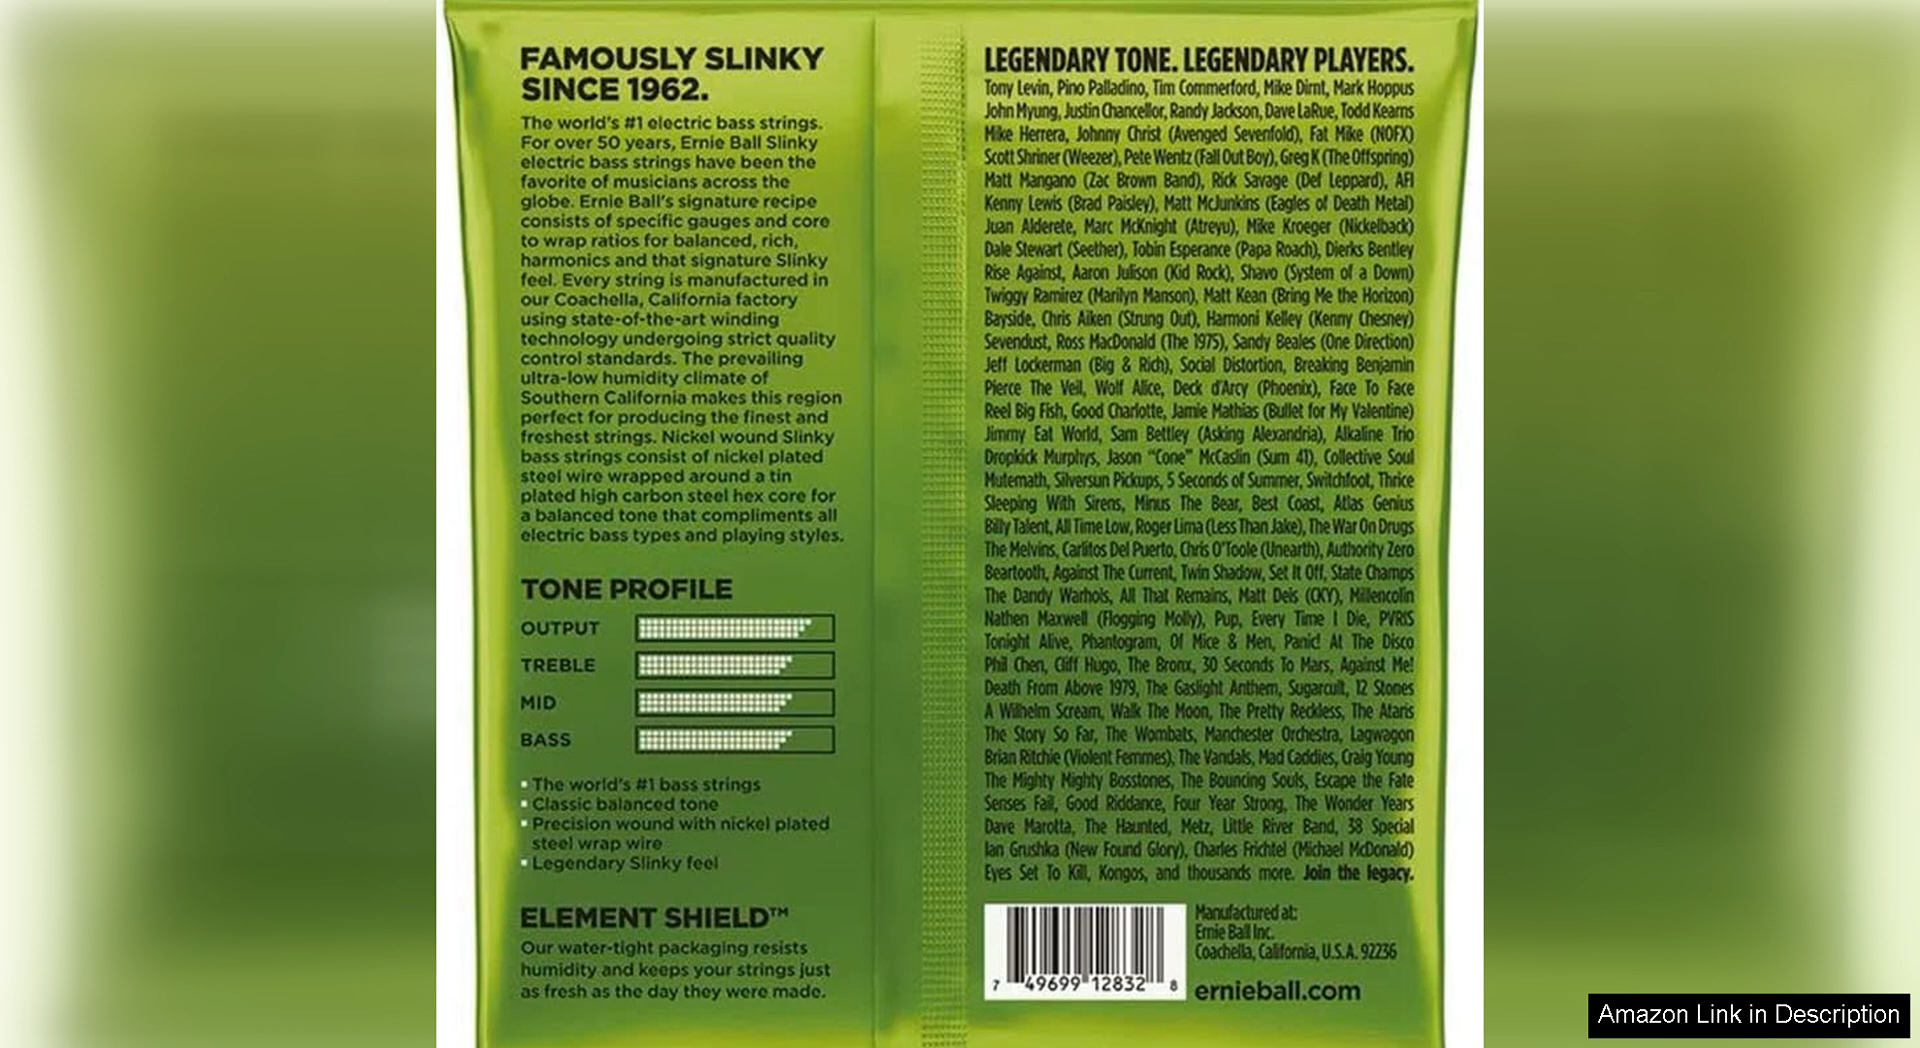 FAMOUSLY SLINKY
SINCE 1962.
The world's #1 electric bass strings.
For over 50 years, Ernie Ball Slinky
electric bass strings have been the
favorite of musicians across the
globe. Ernie Ball's signature recipe
consists of specific gauges and core
to wrap ratios for balanced, rich,
harmonics and that signature Slinky
feel. Every string is manufactured in
our Coachella, California factory
using state-of-the-art winding
technology undergoing strict quality
control standards. The prevailing
ultra-low humidity climate of
Southern California makes this region
perfect for producing the finest and
freshest strings. Nickel wound Slinky
bass strings consist of nickel plated
steel wire wrapped around a tin
plated high carbon steel hex core for
a balanced tone that compliments all
electric bass types and playing styles.
TONE PROFILE
OUTPUT
TREBLE
MID
BASS
▪ The world's #1 bass strings
▪ Classic balanced tone
▪ Precision wound with nickel plated
steel wrap wire
▪ Legendary Slinky feel
ELEMENT SHIELD™
Our water-tight packaging resists
humidity and keeps your strings just
as fresh as the day they were made.
LEGENDARY TONE. LEGENDARY PLAYERS.
Tony Levin, Pino Palladino, Tim Commerford, Mike Dirnt, Mark Hoppus
John Myung, Justin Chancellor, Randy Jackson, Dave LaRue, Todd Kearns
Mike Herrera, Johnny Christ (Avenged Sevenfold), Fat Mike (NOFX)
Scott Shriner (Weezer), Pete Wentz (Fall Out Boy), Greg K (The Offspring)
Matt Mangano (Zac Brown Band), Rick Savage (Def Leppard), AFI
Kenny Lewis (Brad Paisley), Matt McJunkins (Eagles of Death Metal)
Juan Alderete, Marc McKnight (Atreyu), Mike Kroeger (Nickelback)
Dale Stewart (Seether), Tobin Esperance (Papa Roach), Dierks Bentley
Rise Against, Aaron Julison (Kid Rock), Shavo (System of a Down)
Twiggy Ramirez (Marilyn Manson), Matt Kean (Bring Me the Horizon)
Bayside, Chris Aiken (Strung Out), Harmoni Kelley (Kenny Chesney)
Sevendust, Ross MacDonald (The 1975), Sandy Beales (One Direction)
Jeff Lockerman (Big & Rich), Social Distortion, Breaking Benjamin
Pierce The Veil, Wolf Alice, Deck d'Arcy (Phoenix), Face To Face
Reel Big Fish, Good Charlotte, Jamie Mathias (Bullet for My Valentine)
Jimmy Eat World, Sam Bettley (Asking Alexandria), Alkaline Trio
Dropkick Murphys, Jason "Cone" McCaslin (Sum 41), Collective Soul
Mutemath, Silversun Pickups, 5 Seconds of Summer, Switchfoot, Thrice
Sleeping With Sirens, Minus The Bear, Best Coast, Atlas Genius
Billy Talent, All Time Low, Roger Lima (Less Than Jake), The War On Drugs
The Melvins, Carlitos Del Puerto, Chris O'Toole (Unearth), Authority Zero
Beartooth, Against The Current, Twin Shadow, Set It Off, State Champs
The Dandy Warhols, All That Remains, Matt Deis (CKY), Millencolin
Nathen Maxwell (Flogging Molly), Pup, Every Time I Die, PVRIS
Tonight Alive, Phantogram, Of Mice & Men, Panic! At The Disco
Phil Chen, Cliff Hugo, The Bronx, 30 Seconds To Mars, Against Me!
Death From Above 1979, The Gaslight Anthem, Sugarcult, 12 Stones
A Wilhelm Scream, Walk The Moon, The Pretty Reckless, The Ataris
The Story So Far, The Wombats, Manchester Orchestra, Lagwagon
Brian Ritchie (Violent Femmes), The Vandals, Mad Caddies, Craig Young
The Mighty Mighty Bosstones, The Bouncing Souls, Escape the Fate
Senses Fail, Good Riddance, Four Year Strong, The Wonder Years
Dave Marotta, The Haunted, Metz, Little River Band, 38 Special
Ian Grushka (New Found Glory), Charles Frichtel (Michael McDonald)
Eyes Set To Kill, Kongos, and thousands more. Join the legacy.
7 49699 12832 8
Manufactured at:
Ernie Ball Inc.
Coachella, California, U.S.A. 92236
ernieball.com
Amazon Link in Description